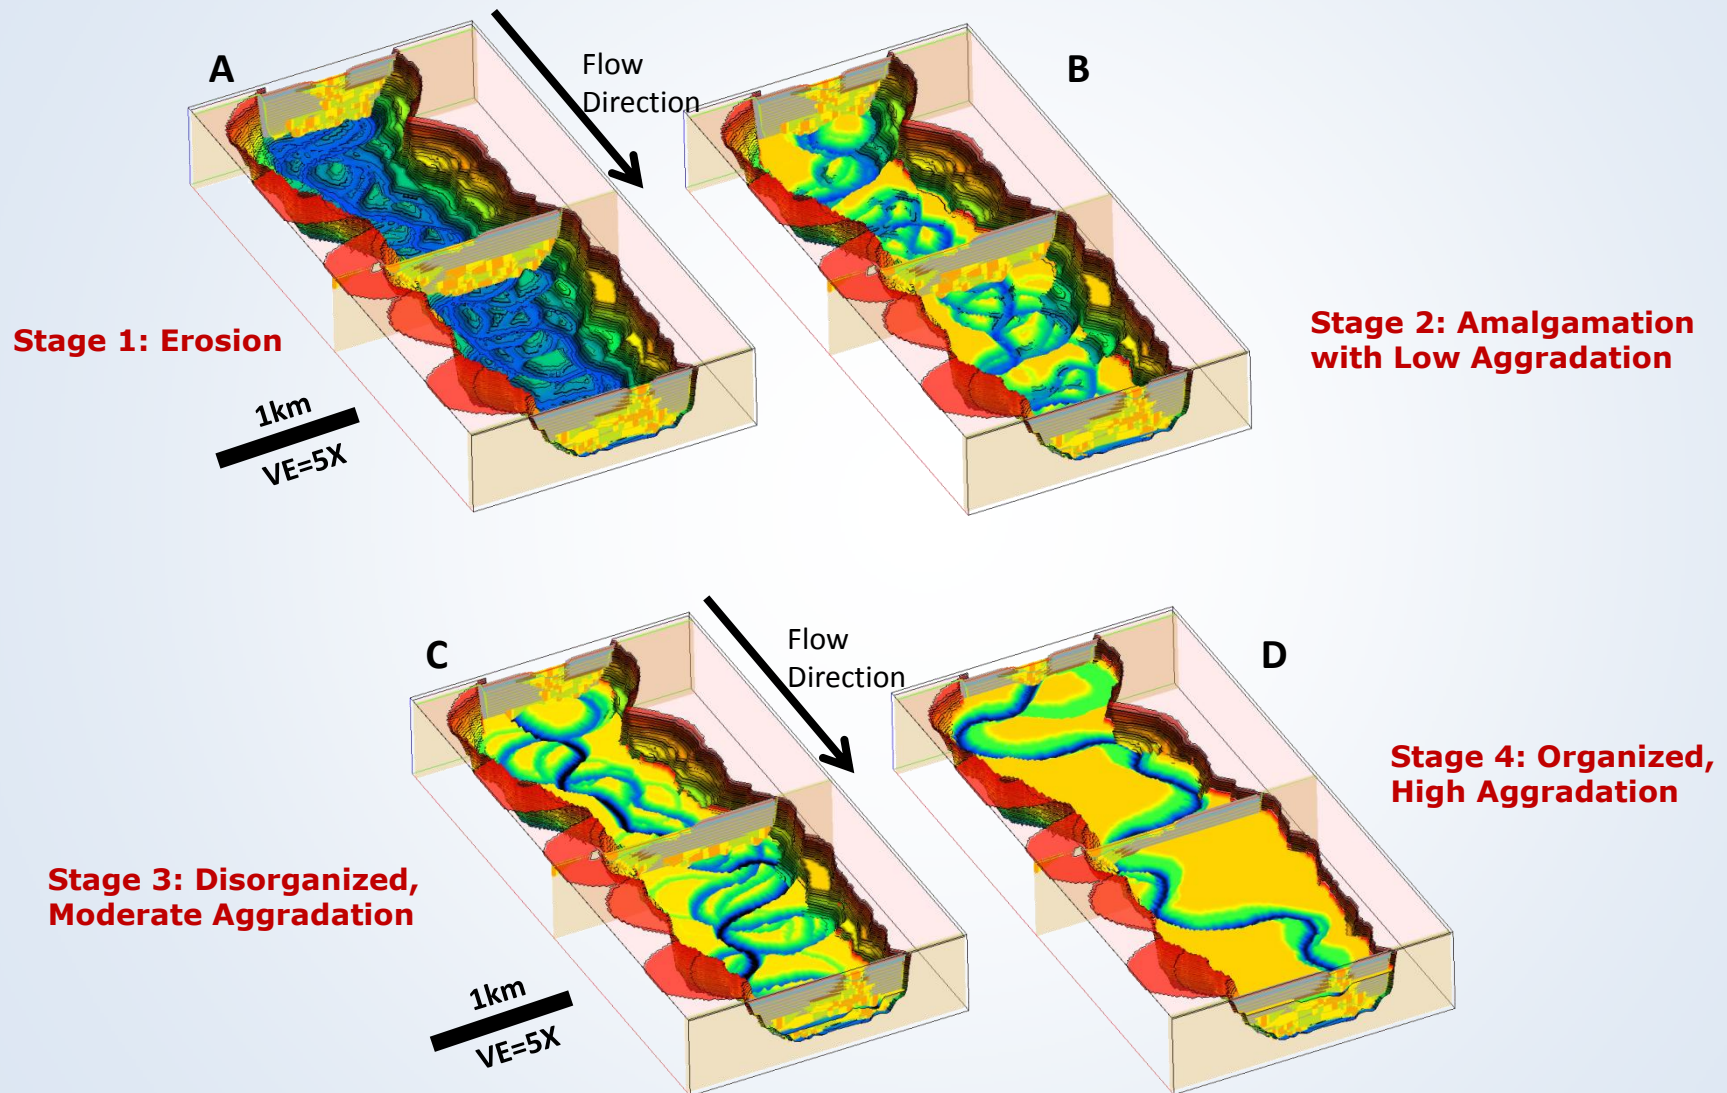 A
Flow
Direction
B
Stage 1: Erosion
1km
VE=5X
Stage 2: Amalgamation
with Low Aggradation
C
Flow
Direction
D
Stage 3: Disorganized,
Moderate Aggradation
1km
VE=5X
Stage 4: Organized,
High Aggradation